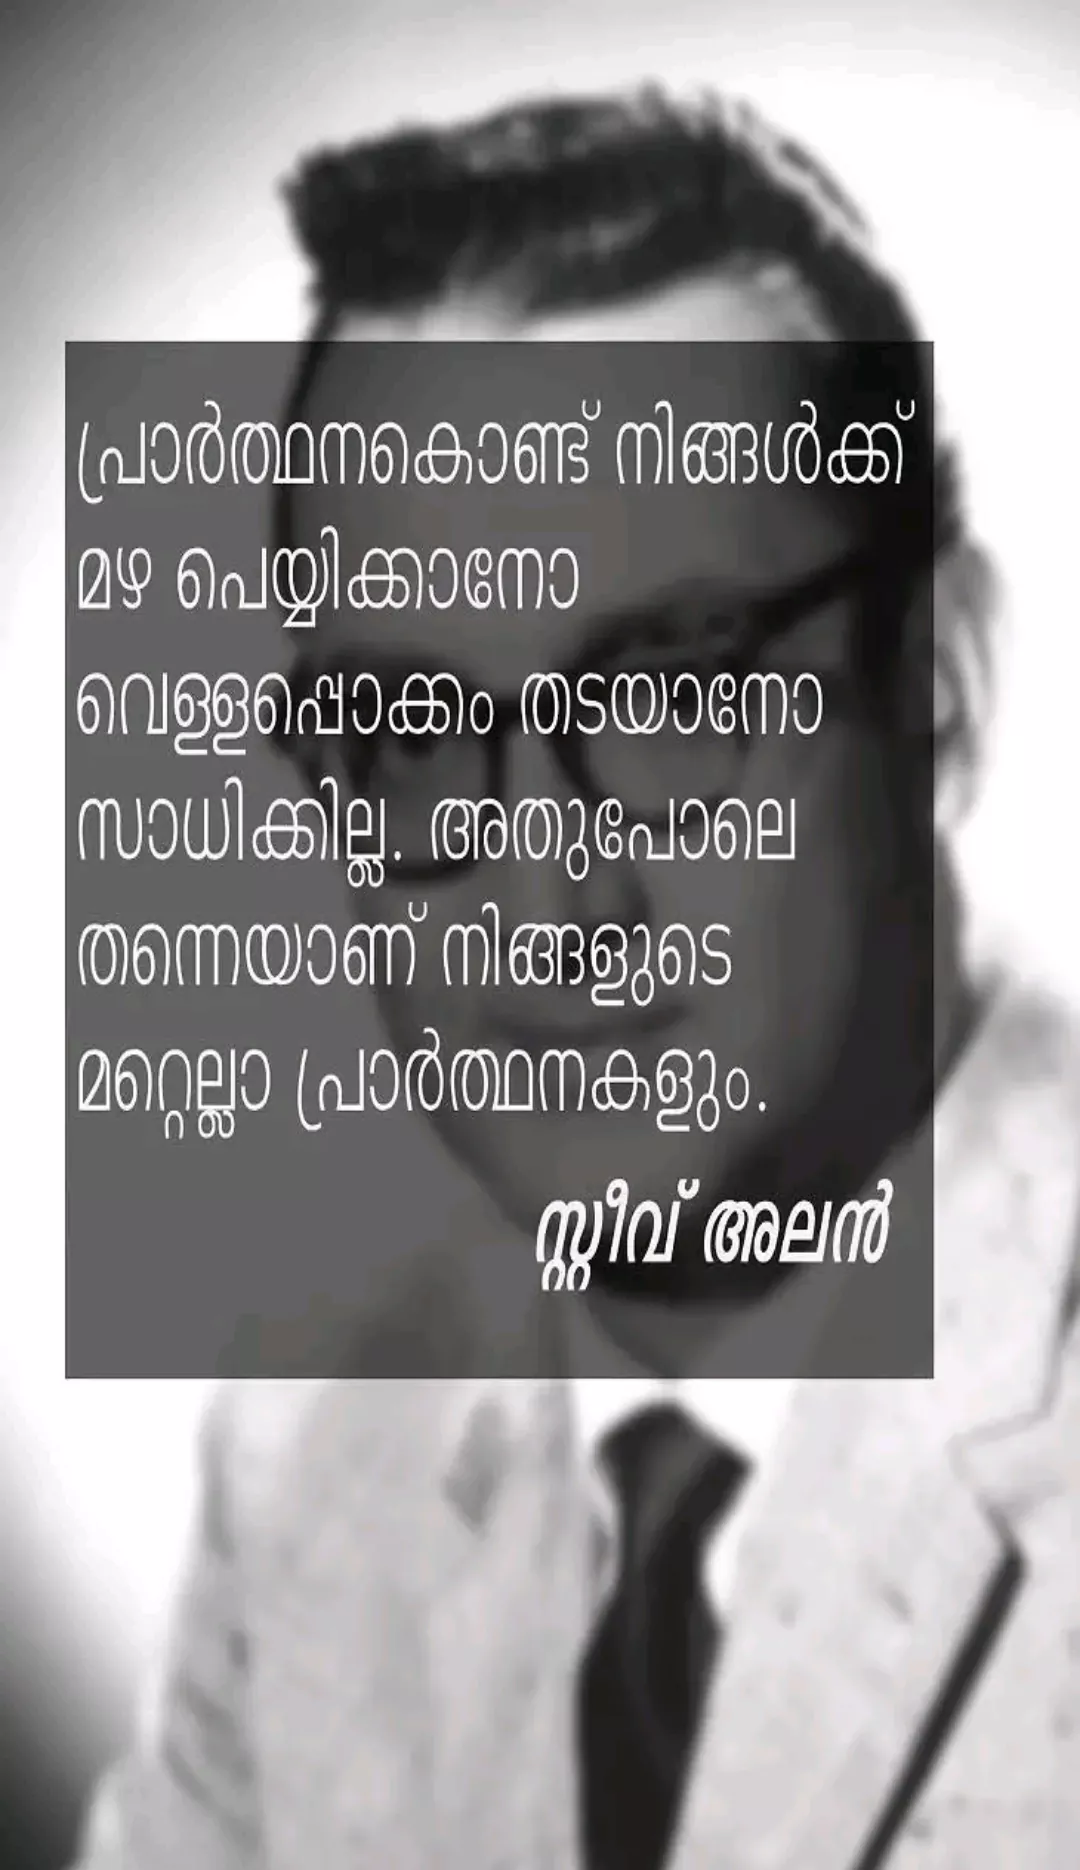 പ്രാർത്ഥനകൊണ്ട് നിങ്ങൾക്ക്
മഴ പെയ്യിക്കാനോ
വെള്ളപ്പൊക്കം തടയാനോ
സാധിക്കില്ല. അതുപോലെ
തന്നെയാണ് നിങ്ങളുടെ
മറ്റെല്ലാ പ്രാർത്ഥനകളും.
സ്റ്റീവ് അലൻ